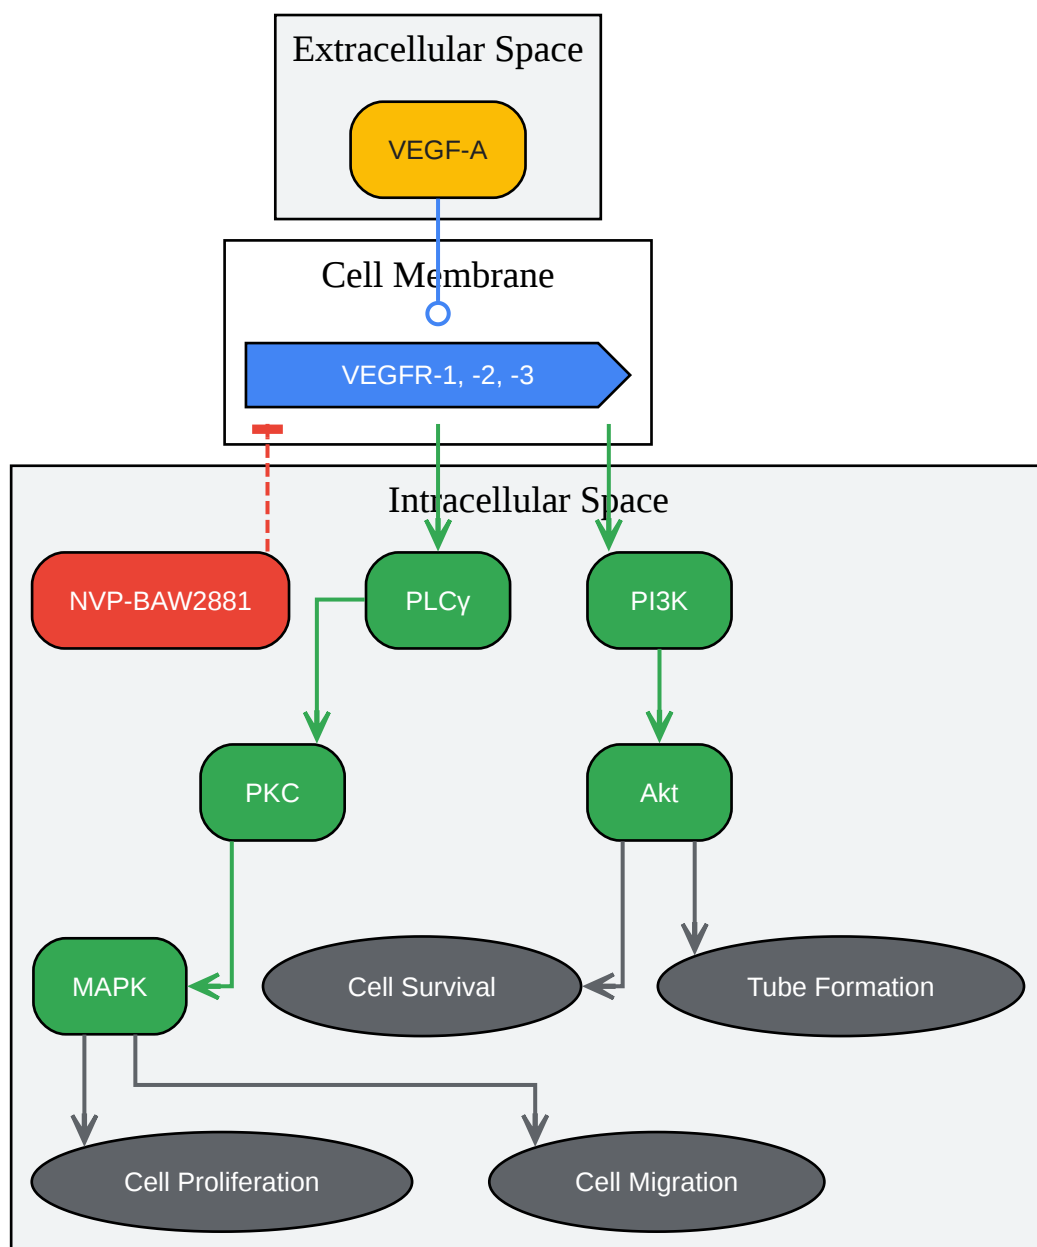 Extracellular Space
VEGF-A
Cell Membrane
VEGFR-1, -2, -3
Intracellular Space
NVP-BAW2881
PLCγ
PI3K
PKC
Akt
MAPK
Cell Survival
Tube Formation
Cell Proliferation
Cell Migration